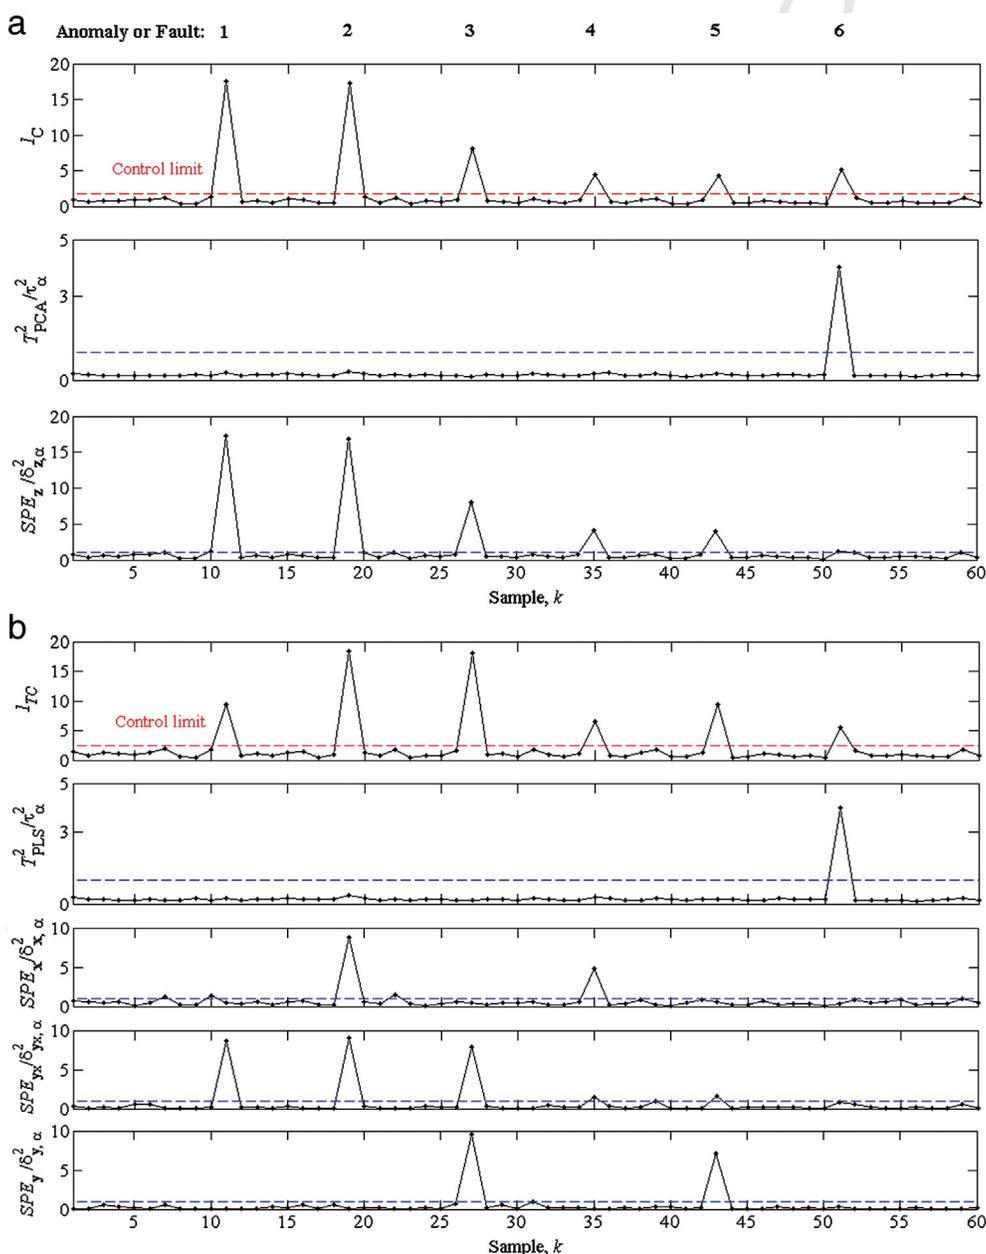 a
Anomaly or Fault: 1 2 3 4 5 6
20
15
10
5
0
I_C
Control limit
5
3
0
T²_PCA/τ²_α
20
15
10
5
0
SPE_z/δ²_z,α
5 10 15 20 25 30 35 40 45 50 55 60
Sample, k
b
20
15
10
5
0
I_TC
Control limit
5
3
0
T²_PLS/τ²_α
10
5
0
SPE_x/δ²_x, α
10
5
0
SPE_yx/δ²_yx, α
10
5
0
SPE_y/δ²_y, α
5 10 15 20 25 30 35 40 45 50 55 60
Sample, k